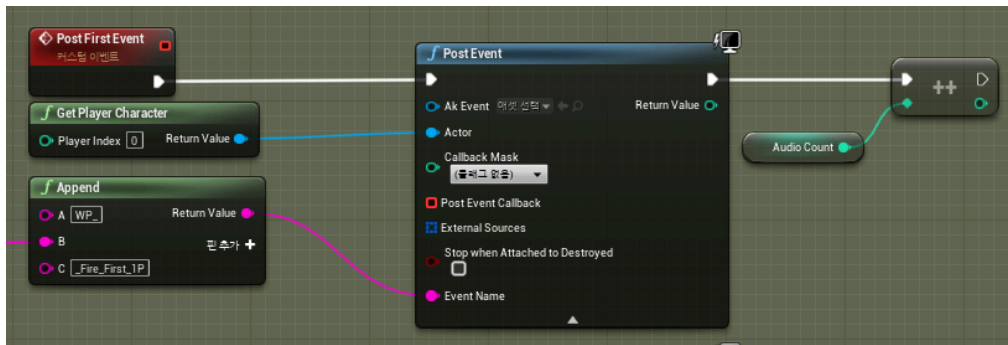 Post First Event
커스텀 이벤트
f Get Player Character
Player Index 0
Return Value
f Append
A WP_
Return Value
B
핀 추가 +
C _Fire_First_1P
f Post Event
Ak Event 애셋 선택
Return Value
Actor
Callback Mask
(플래그 없음)
Post Event Callback
External Sources
Stop when Attached to Destroyed
Event Name
++
Audio Count